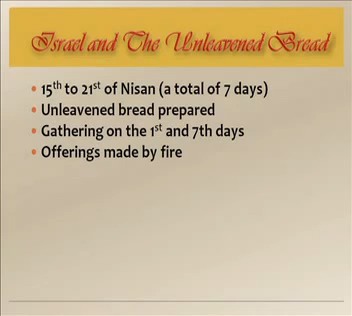 Israel and The Unleavened Bread
• 15th to 21st of Nisan (a total of 7 days)
• Unleavened bread prepared
• Gathering on the 1st and 7th days
• Offerings made by fire